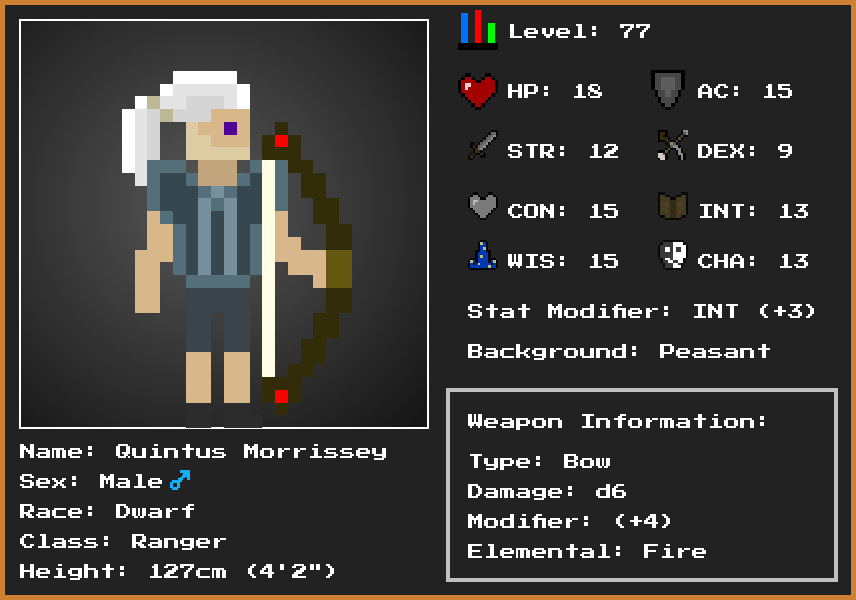 Level: 77
HP: 18
AC: 15
STR: 12
DEX: 9
CON: 15
INT: 13
WIS: 15
CHA: 13
Stat Modifier: INT (+3)
Background: Peasant
Weapon Information:
Type: Bow
Damage: d6
Modifier: (+4)
Elemental: Fire
Name: Quintus Morrissey
Sex: Male♂
Race: Dwarf
Class: Ranger
Height: 127cm (4'2")